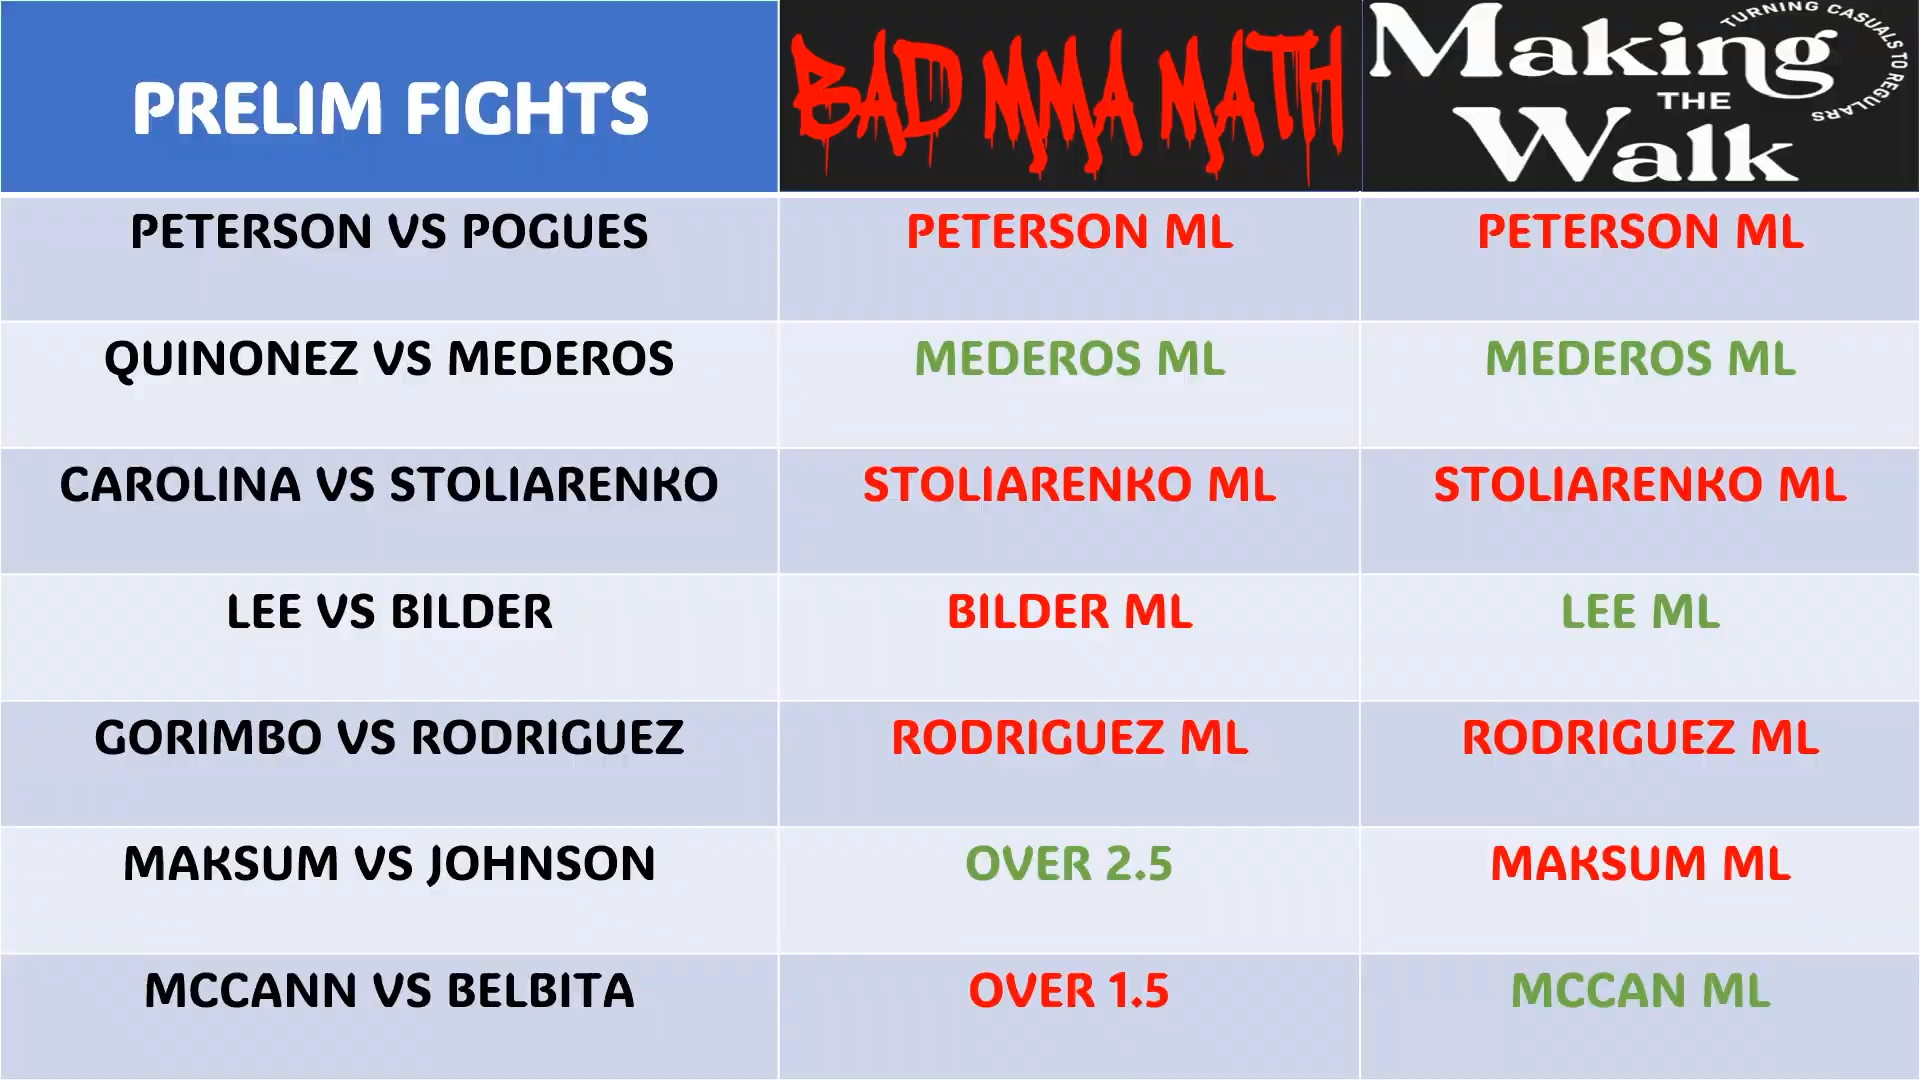 PRELIM FIGHTS
BAD MMA MATH
Making
THE
Walk
TURNING CASUALS TO REGULARS
PETERSON VS POGUES
PETERSON ML
PETERSON ML
QUINONEZ VS MEDEROS
MEDEROS ML
MEDEROS ML
CAROLINA VS STOLIARENKO
STOLIARENKO ML
STOLIARENKO ML
LEE VS BILDER
BILDER ML
LEE ML
GORIMBO VS RODRIGUEZ
RODRIGUEZ ML
RODRIGUEZ ML
MAKSUM VS JOHNSON
OVER 2.5
MAKSUM ML
MCCANN VS BELBITA
OVER 1.5
MCCAN ML